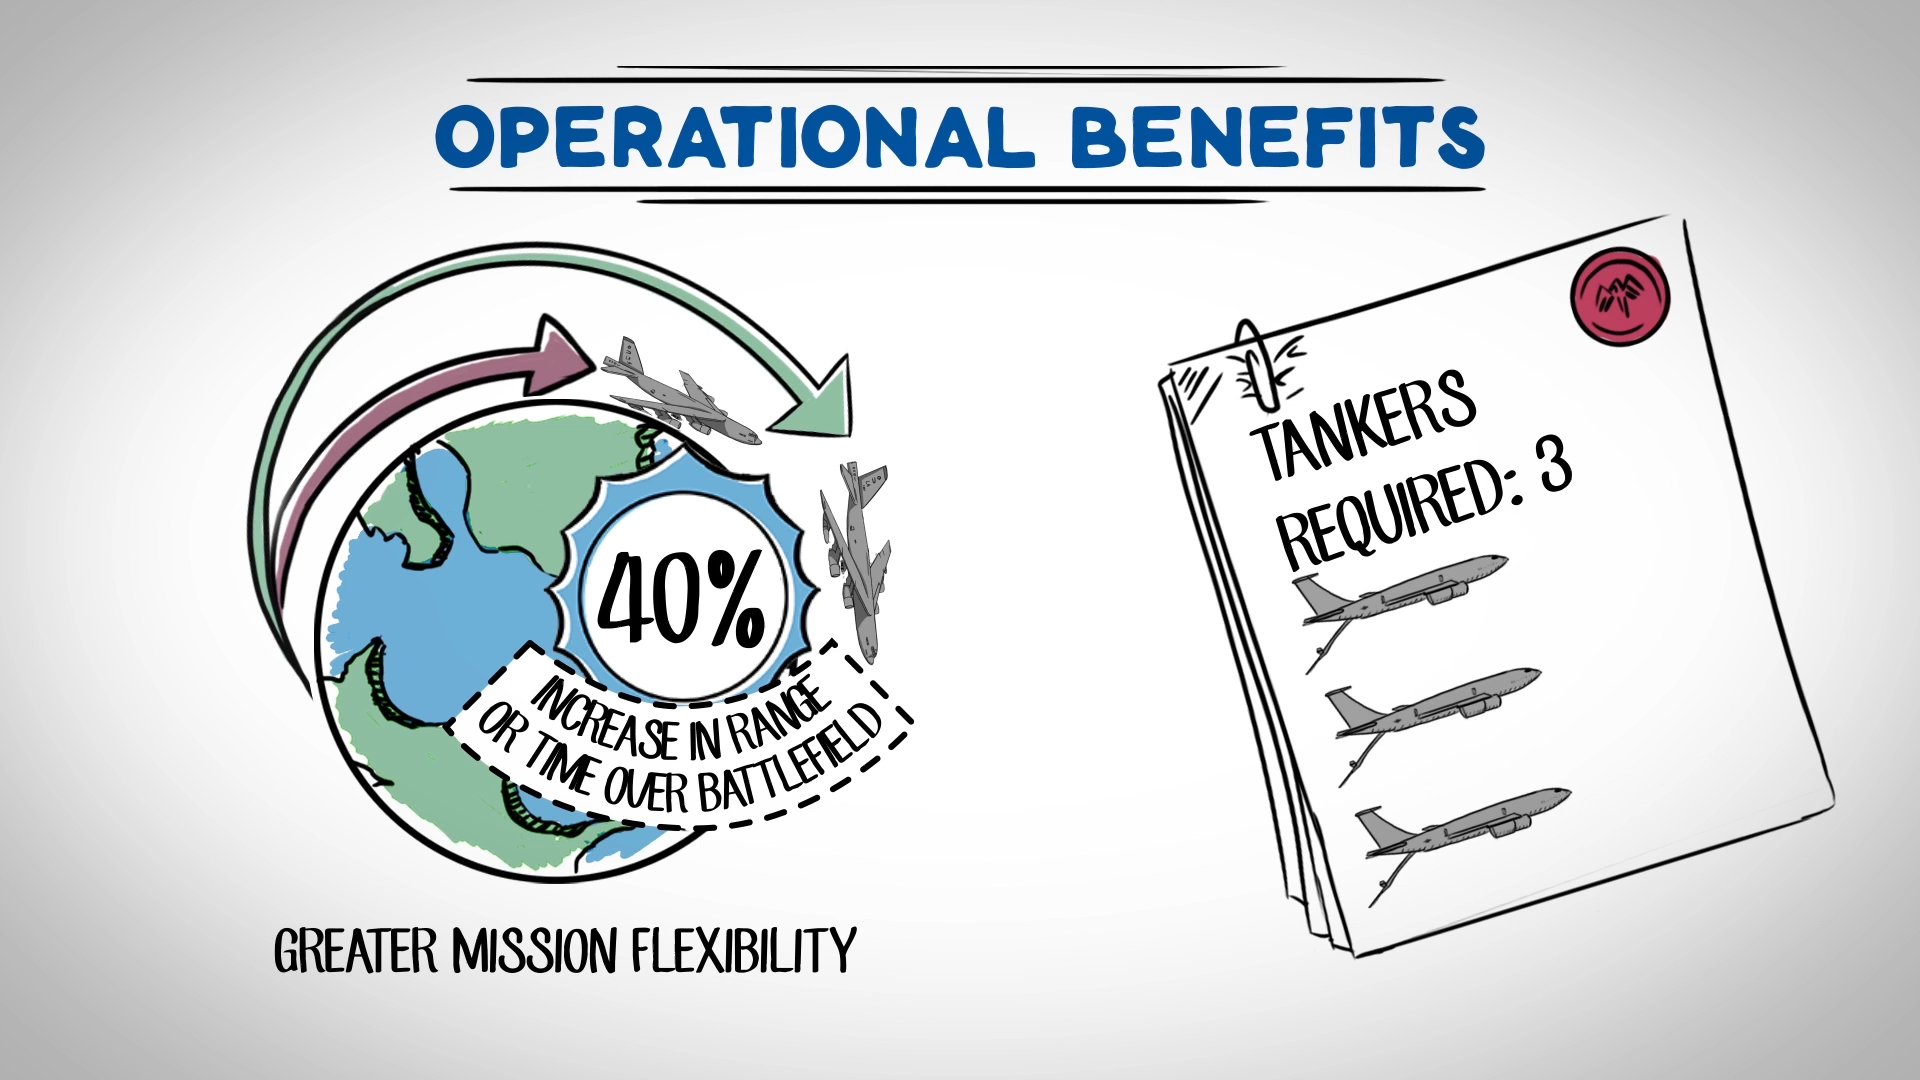 OPERATIONAL BENEFITS
40%
INCREASE IN RANGE
OR TIME OVER BATTLEFIELD
GREATER MISSION FLEXIBILITY
TANKERS
REQUIRED: 3